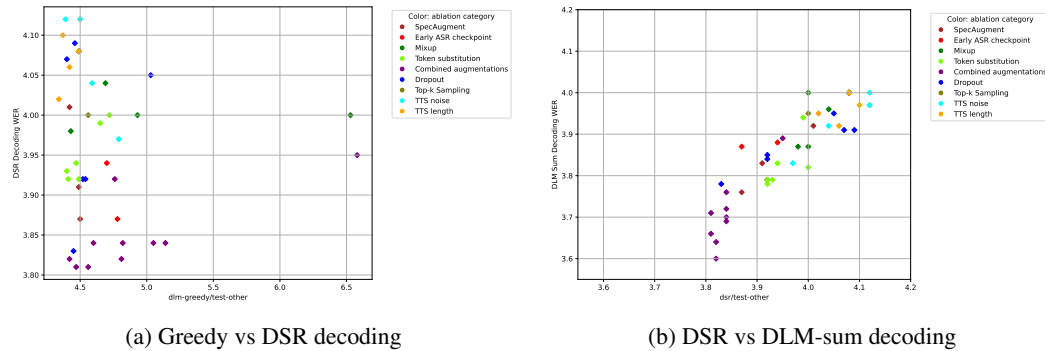 4.10
4.05
4.00
3.95
3.90
3.85
3.80
DSR Decoding WER
4.5
5.0
5.5
6.0
6.5
dlm-greedy/test-other
Color: ablation category
SpecAugment
Early ASR checkpoint
Mixup
Token substitution
Combined augmentations
Dropout
Top-k Sampling
TTS noise
TTS length
(a) Greedy vs DSR decoding
4.2
4.1
4.0
3.9
3.8
3.7
3.6
DLM Sum Decoding WER
3.6
3.7
3.8
3.9
4.0
4.1
4.2
dsr/test-other
Color: ablation category
SpecAugment
Early ASR checkpoint
Mixup
Token substitution
Combined augmentations
Dropout
Top-k Sampling
TTS noise
TTS length
(b) DSR vs DLM-sum decoding